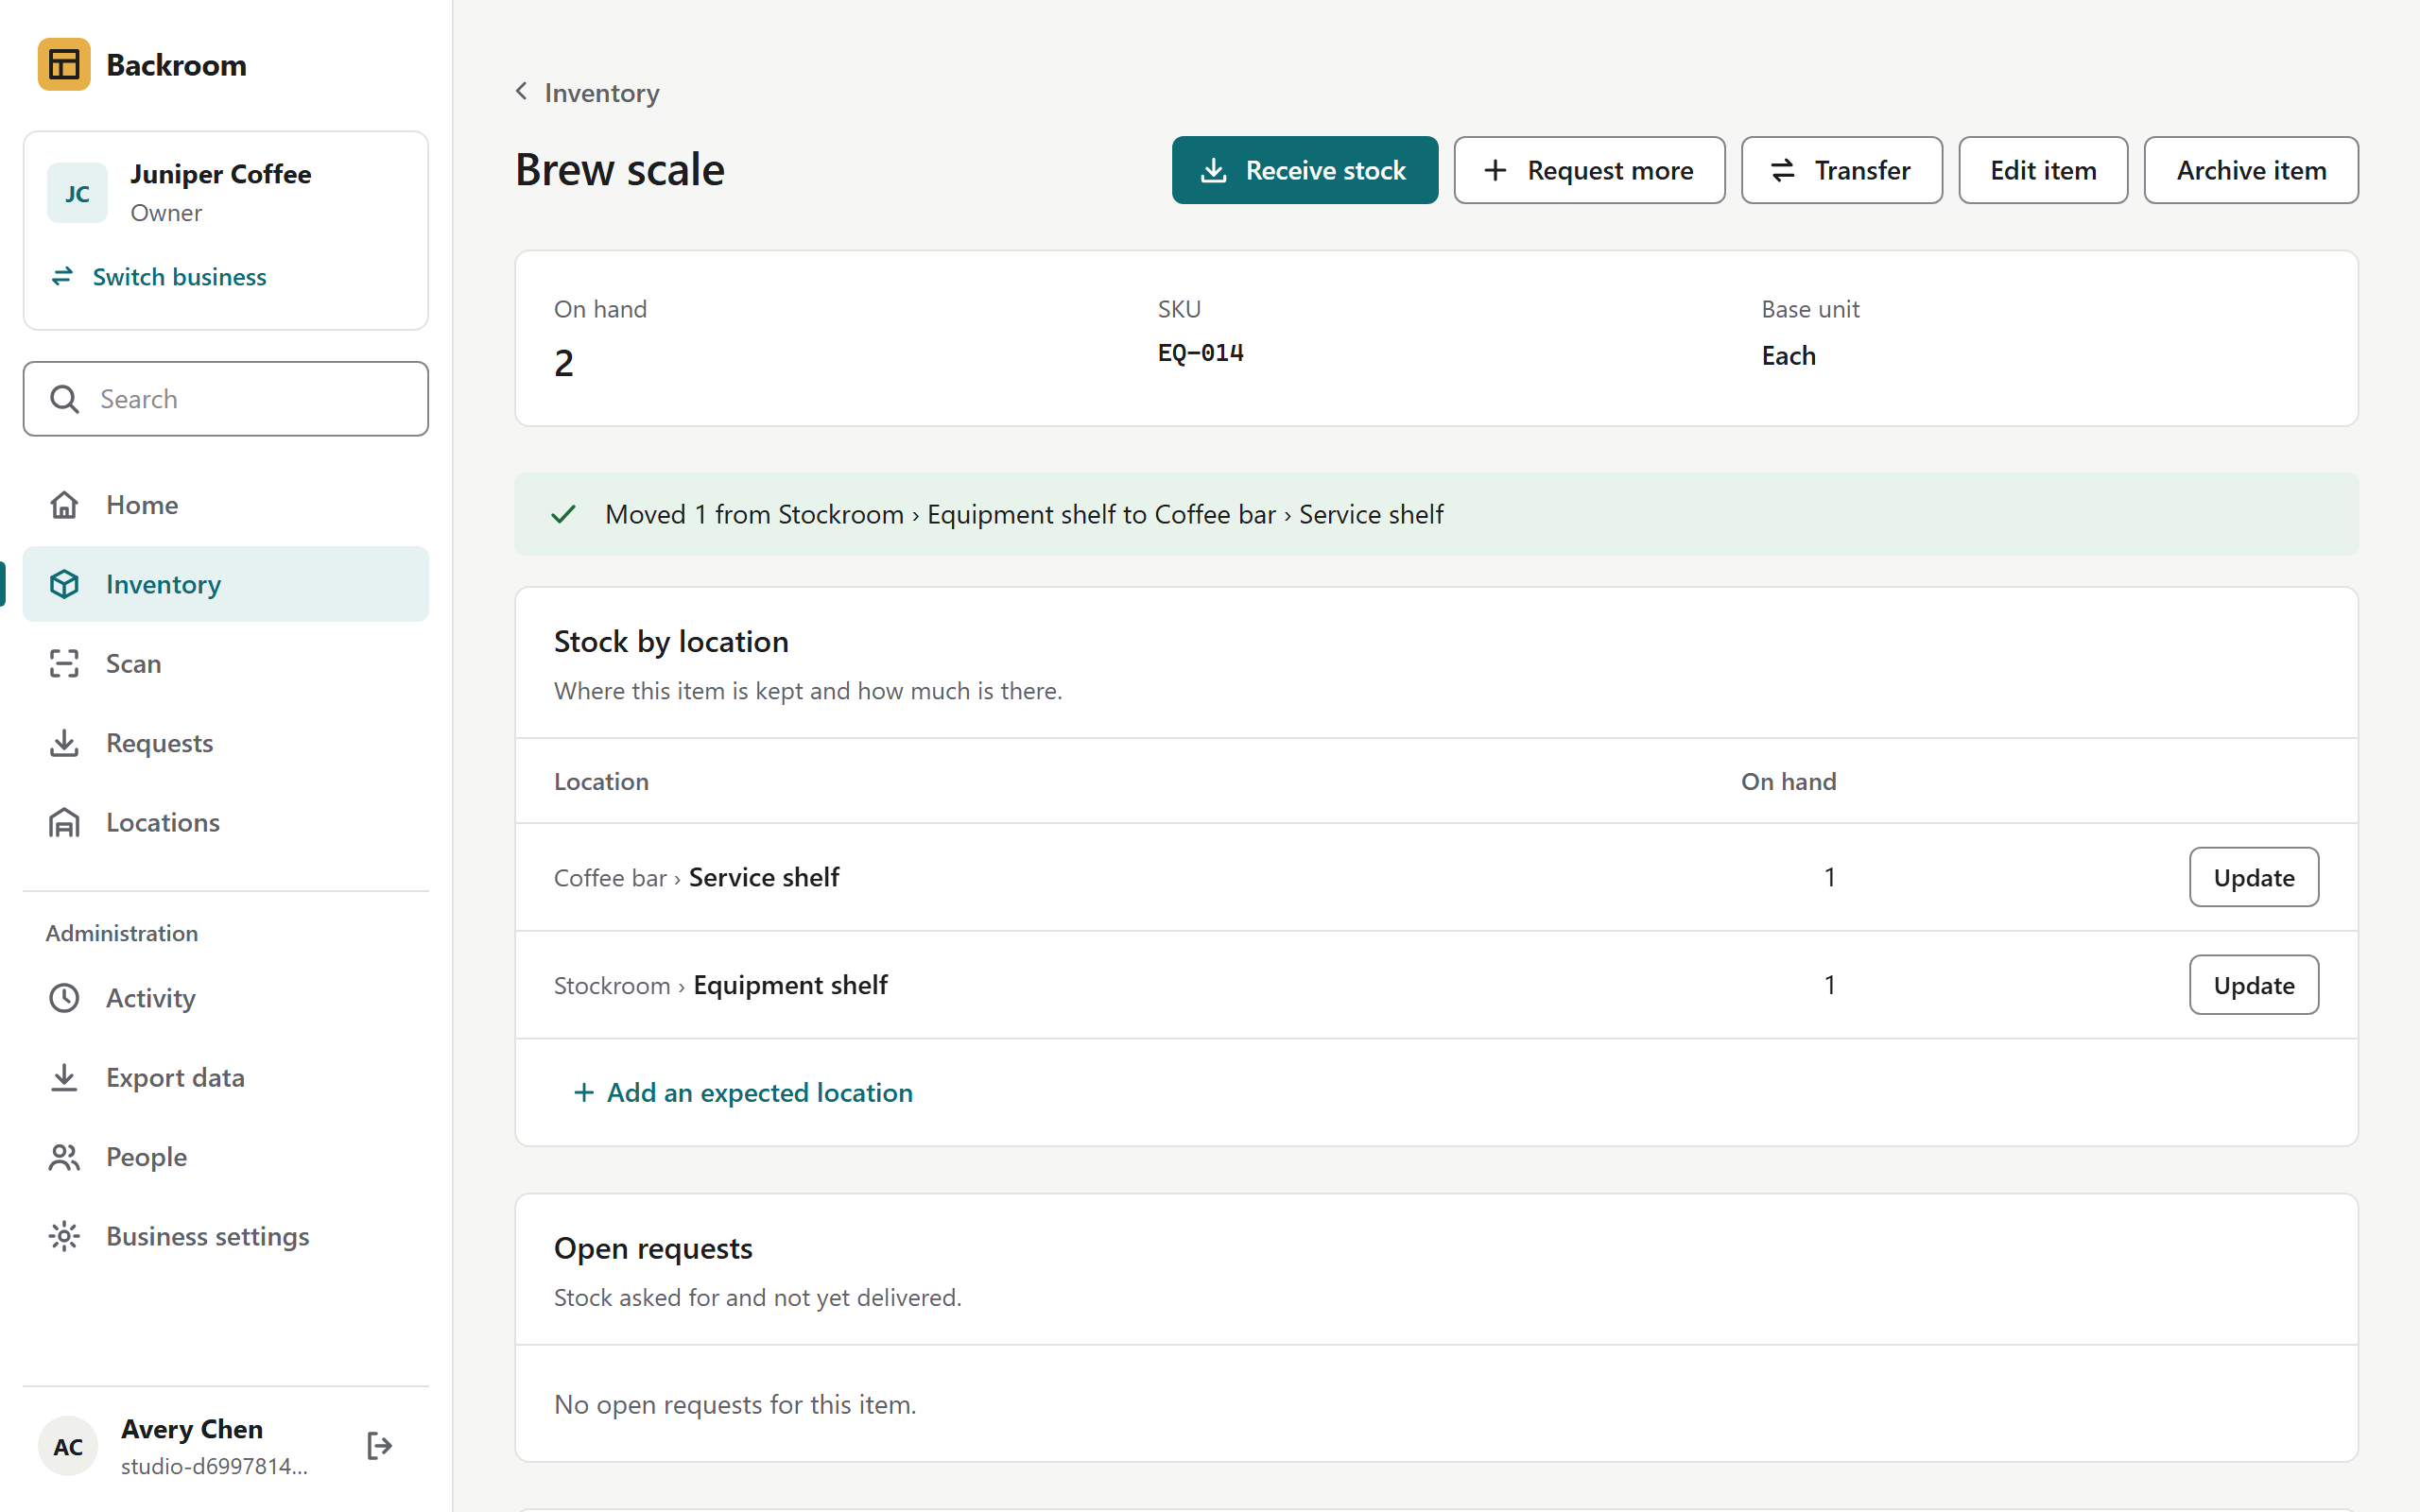 Backroom
JC
Juniper Coffee
Owner
Switch business
Search
Home
Inventory
Scan
Requests
Locations
Administration
Activity
Export data
People
Business settings
AC
Avery Chen
studio-d6997814...
Inventory
Brew scale
Receive stock
Request more
Transfer
Edit item
Archive item
On hand
2
SKU
EQ-014
Base unit
Each
Moved 1 from Stockroom › Equipment shelf to Coffee bar › Service shelf
Stock by location
Where this item is kept and how much is there.
Location On hand
Coffee bar › Service shelf 1 Update
Stockroom › Equipment shelf 1 Update
+ Add an expected location
Open requests
Stock asked for and not yet delivered.
No open requests for this item.